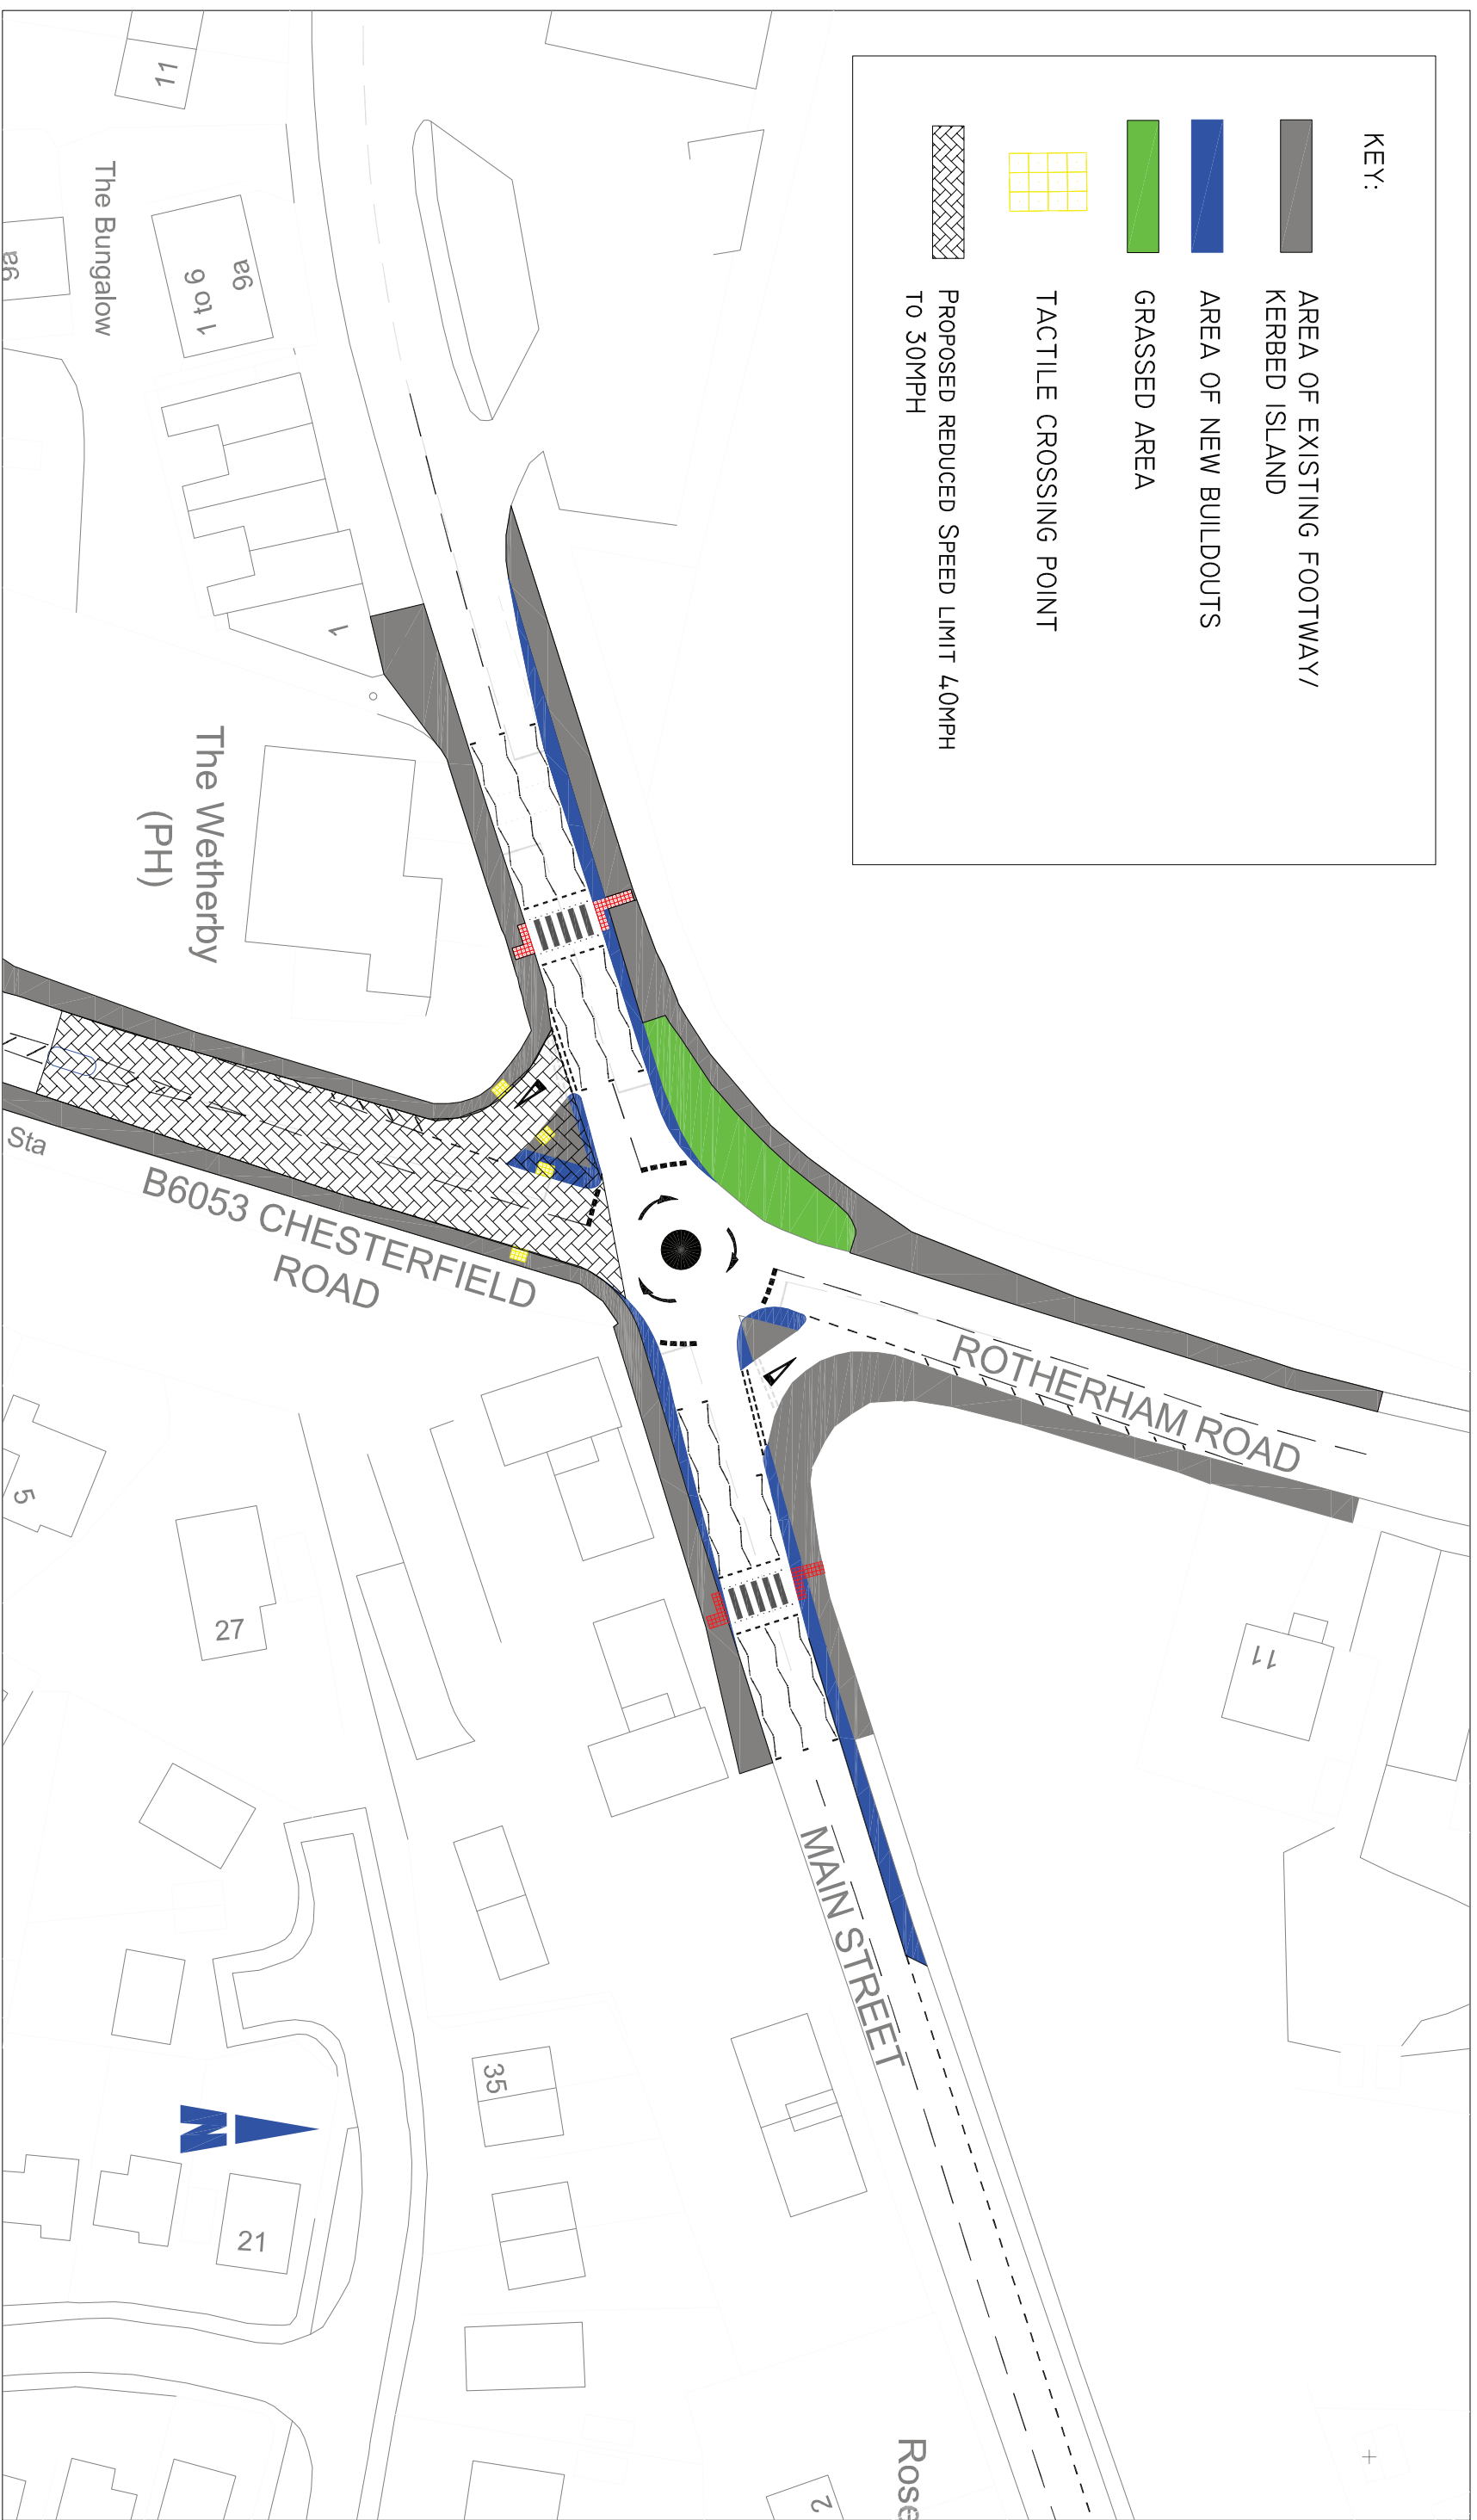 KEY:
AREA OF EXISTING FOOTWAY/
KERBED ISLAND
AREA OF NEW BUILDOUTS
GRASSED AREA
TACTILE CROSSING POINT
PROPOSED REDUCED SPEED LIMIT 40MPH
TO 30MPH
11
The Bungalow
9a
1 to 6
9a
1
The Wetherby
(PH)
Sta
B6053 CHESTERFIELD
ROAD
ROTHERHAM ROAD
MAIN STREET
5
27
11
35
21
N
Rose
2